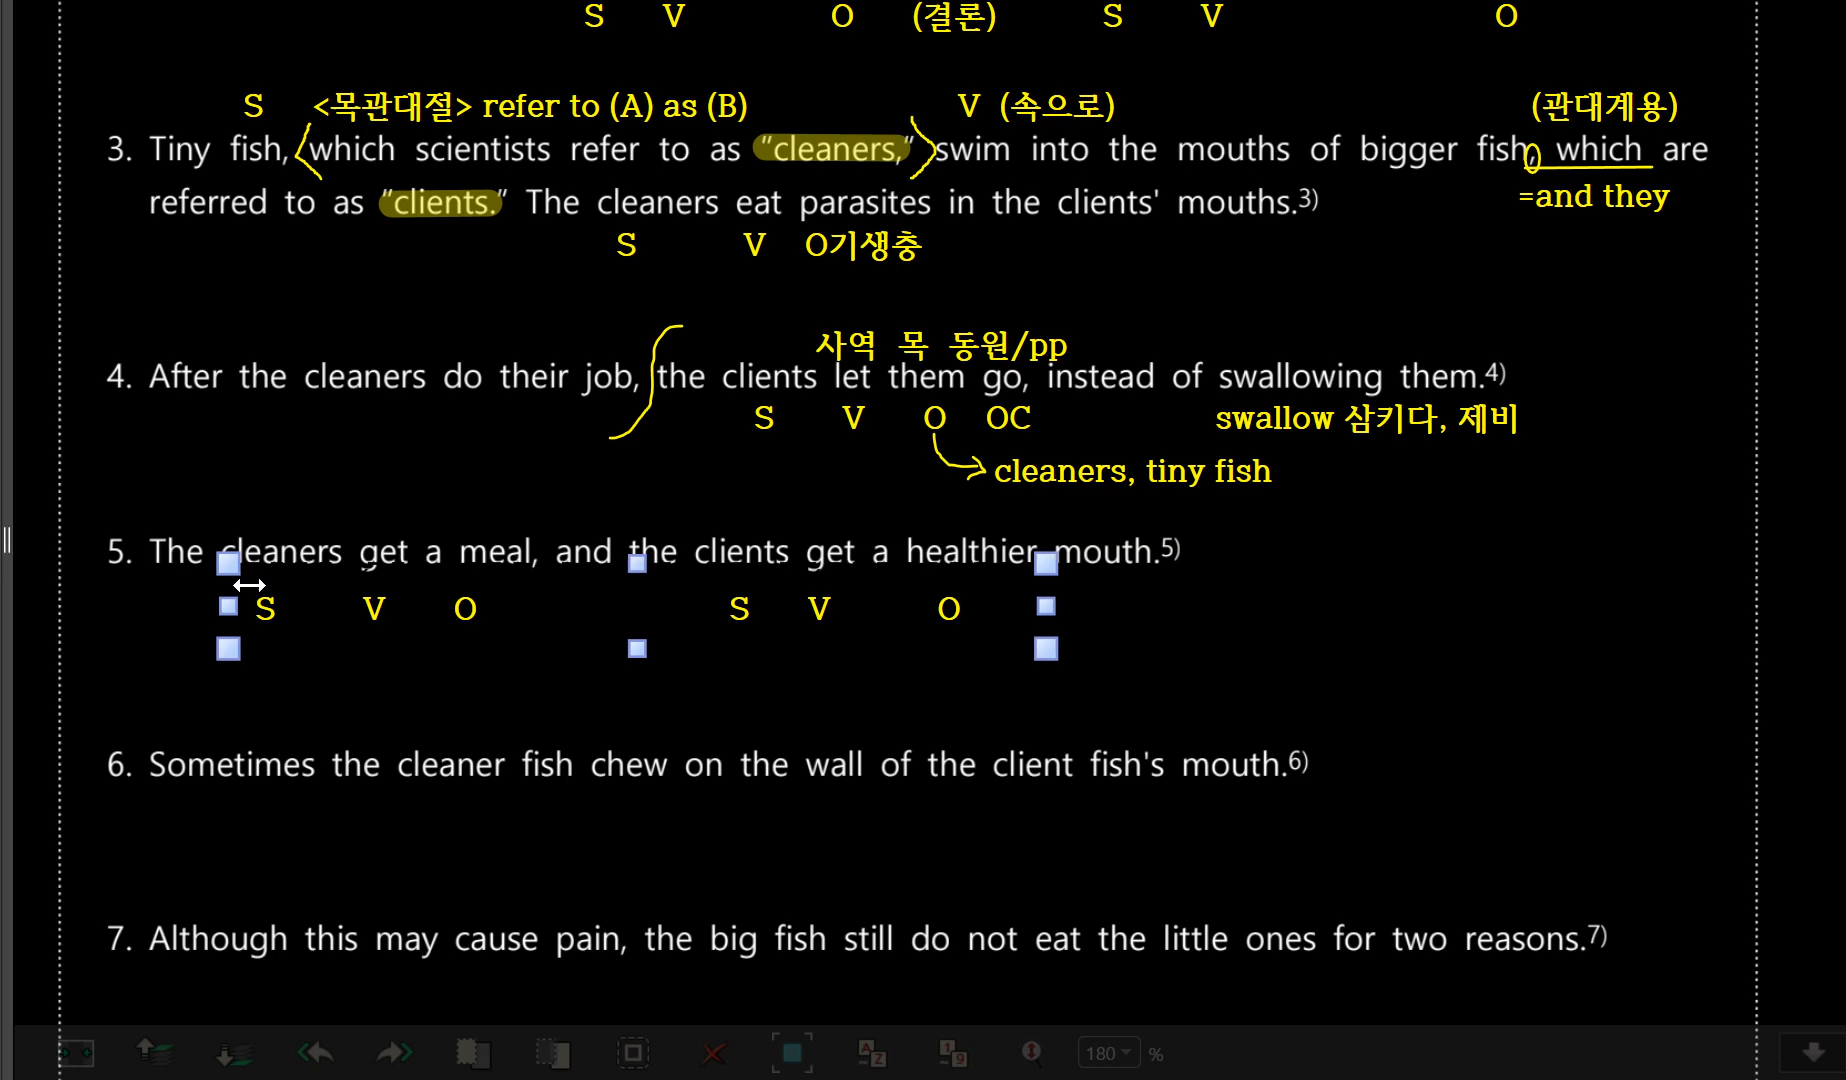 S V O (결론) S V O
S <목관대절> refer to (A) as (B) V (속으로) (관대계용)
3. Tiny fish, which scientists refer to as "cleaners," swim into the mouths of bigger fish, which are
referred to as "clients." The cleaners eat parasites in the clients' mouths.3)
=and they
S V O기생충
사역 목 동원/pp
4. After the cleaners do their job, the clients let them go, instead of swallowing them.4)
S V O OC swallow 삼키다, 제비
cleaners, tiny fish
5. The cleaners get a meal, and the clients get a healthier mouth.5)
S V O S V O
6. Sometimes the cleaner fish chew on the wall of the client fish's mouth.6)
7. Although this may cause pain, the big fish still do not eat the little ones for two reasons.7)
A Z 1 9 180 %